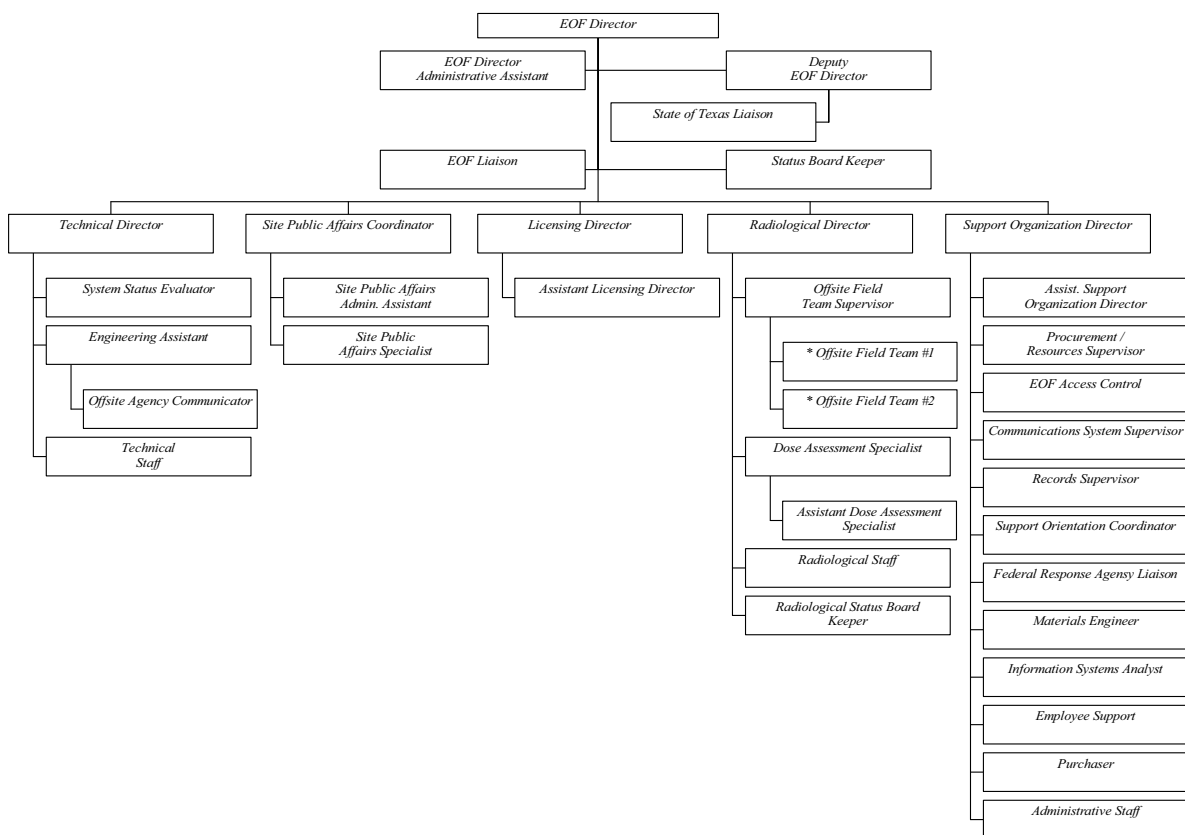 EOF Director
EOF Director
Administrative Assistant
Deputy
EOF Director
State of Texas Liaison
EOF Liaison
Status Board Keeper
Technical Director
Site Public Affairs Coordinator
Licensing Director
Radiological Director
Support Organization Director
System Status Evaluator
Engineering Assistant
Offsite Agency Communicator
Technical
Staff
Site Public Affairs
Admin. Assistant
Site Public
Affairs Specialist
Assistant Licensing Director
Offsite Field
Team Supervisor
* Offsite Field Team #1
* Offsite Field Team #2
Dose Assessment Specialist
Assistant Dose Assessment
Specialist
Radiological Staff
Radiological Status Board
Keeper
Assist. Support
Organization Director
Procurement /
Resources Supervisor
EOF Access Control
Communications System Supervisor
Records Supervisor
Support Orientation Coordinator
Federal Response Agensy Liaison
Materials Engineer
Information Systems Analyst
Employee Support
Purchaser
Administrative Staff